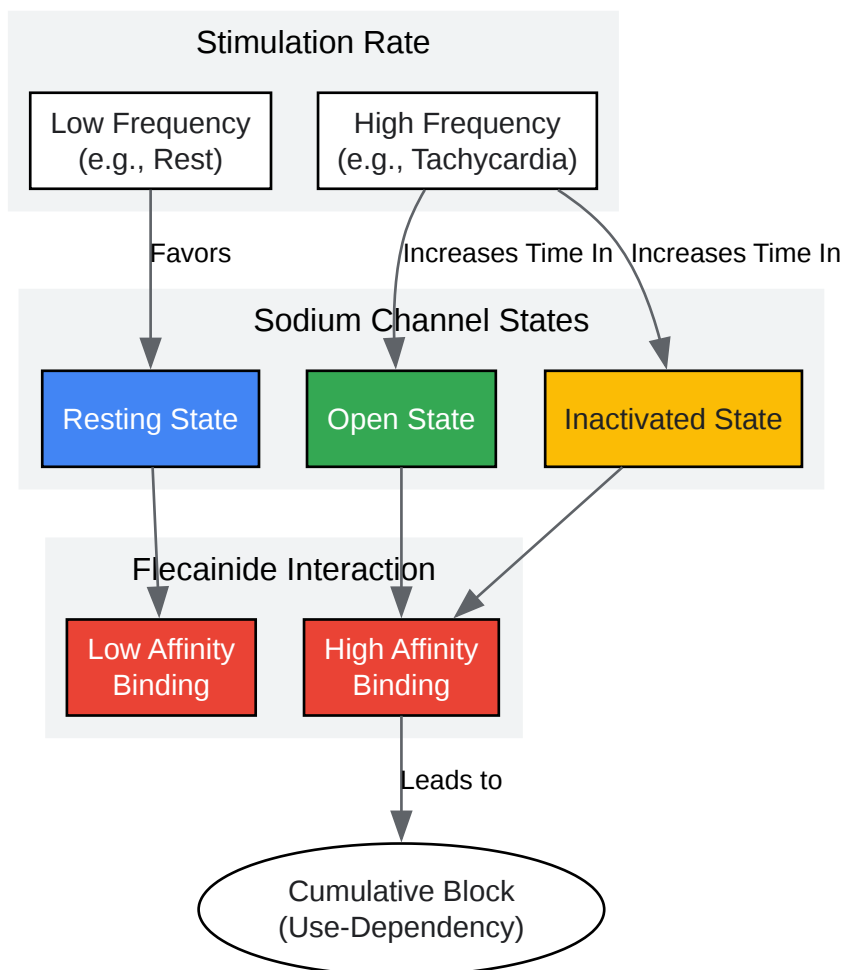 Stimulation Rate
Low Frequency
(e.g., Rest)
High Frequency
(e.g., Tachycardia)
Favors
Increases Time In
Increases Time In
Sodium Channel States
Resting State
Open State
Inactivated State
Flecainide Interaction
Low Affinity
Binding
High Affinity
Binding
Leads to
Cumulative Block
(Use-Dependency)